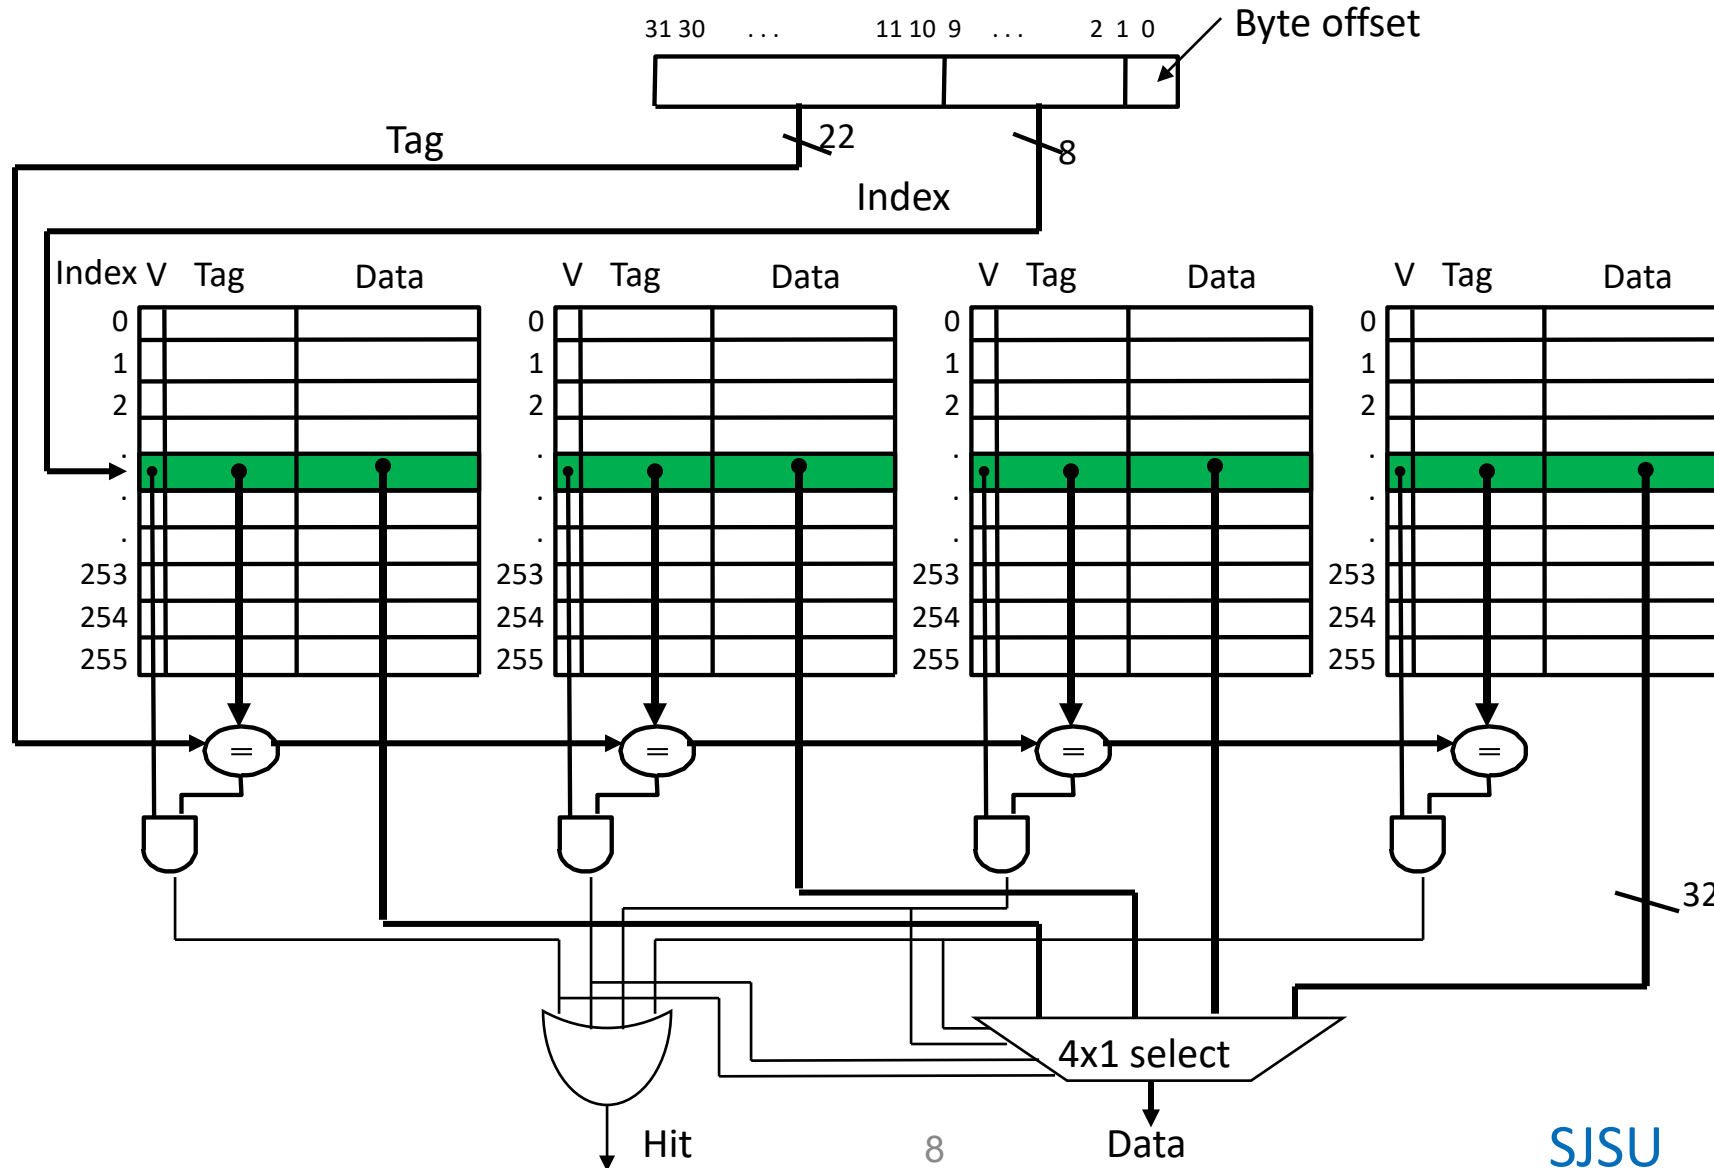 Byte offset
31 30 ... 11 10 9 ... 2 1 0
22
8
Tag
Index
Index V Tag Data V Tag Data V Tag Data V Tag Data
0 0 0 0
1 1 1 1
2 2 2 2
. . . .
. . . .
. . . .
253 253 253 253
254 254 254 254
255 255 255 255
= = = =
32
4x1 select
Hit 8 Data SJSU